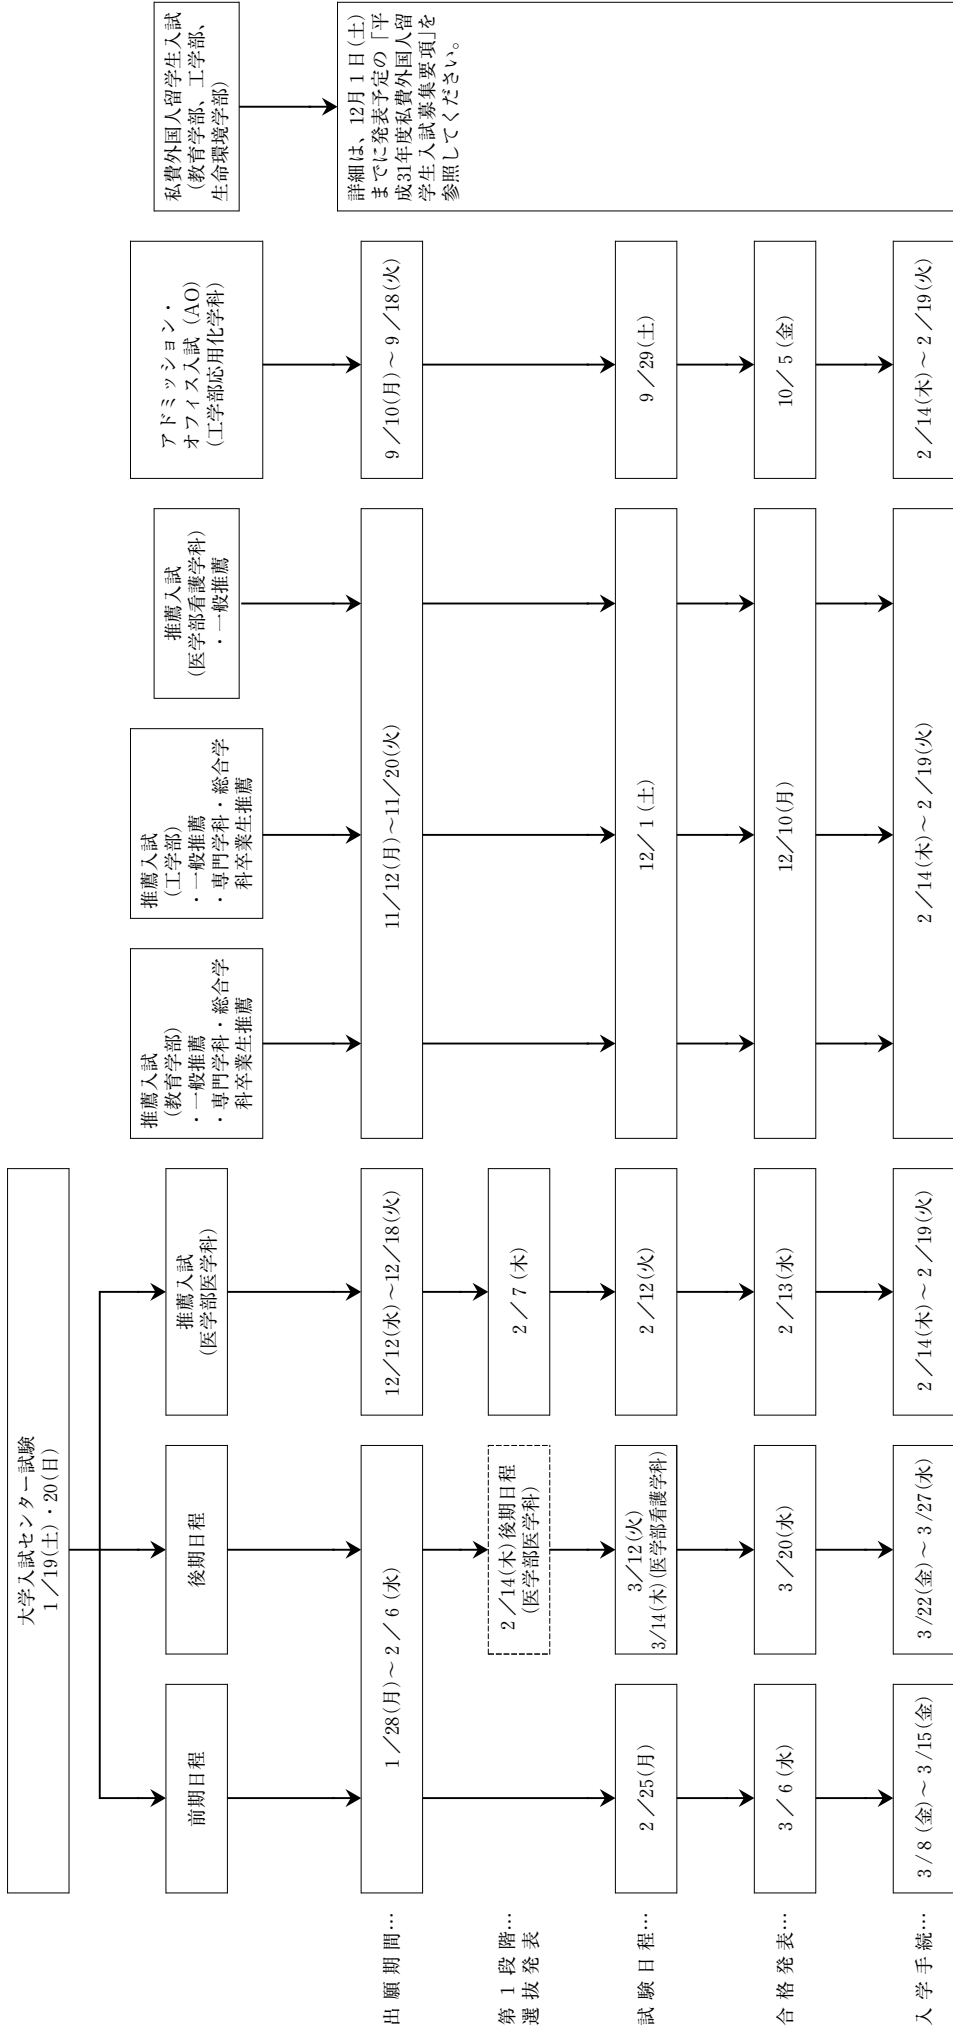 大学入試センター試験
1／19(土)・20(日)
前期日程
後期日程
推薦入試
(医学部医学科)
推薦入試
(教育学部)
・一般推薦
・専門学科・総合学
科卒業生推薦
推薦入試
(工学部)
・一般推薦
・専門学科・総合学
科卒業生推薦
推薦入試
(医学部看護学科)
・一般推薦
アドミッション・
オフィス入試（AO）
(工学部応用化学科)
私費外国人留学生入試
(教育学部、工学部、
生命環境学部)
出願期間…
1／28(月)～2／6(水)
12／12(水)～12／18(火)
11／12(月)～11／20(火)
9／10(月)～9／18(火)
詳細は、12月1日(土)
までに発表予定の「平
成31年度私費外国人留
学生入試募集要項」を
参照してください。
第1段階…
選抜発表
2／14(木)後期日程
(医学部医学科)
2／7(木)
試験日程…
2／25(月)
3／12(火)
3/14(木)(医学部看護学科)
2／12(火)
12／1(土)
9／29(土)
合格発表…
3／6(水)
3／20(水)
2／13(水)
12／10(月)
10／5(金)
入学手続…
3／8(金)～3／15(金)
3／22(金)～3／27(水)
2／14(木)～2／19(火)
2／14(木)～2／19(火)
2／14(木)～2／19(火)